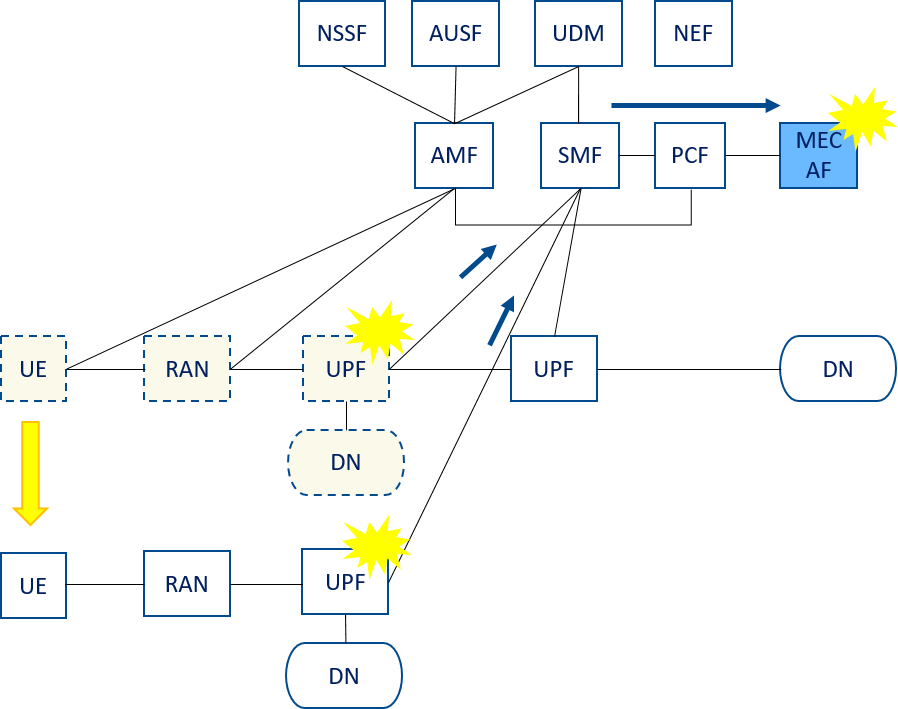 NSSF
AUSF
UDM
NEF
AMF
SMF
PCF
MEC
AF
UE
RAN
UPF
UPF
DN
DN
UE
RAN
UPF
DN